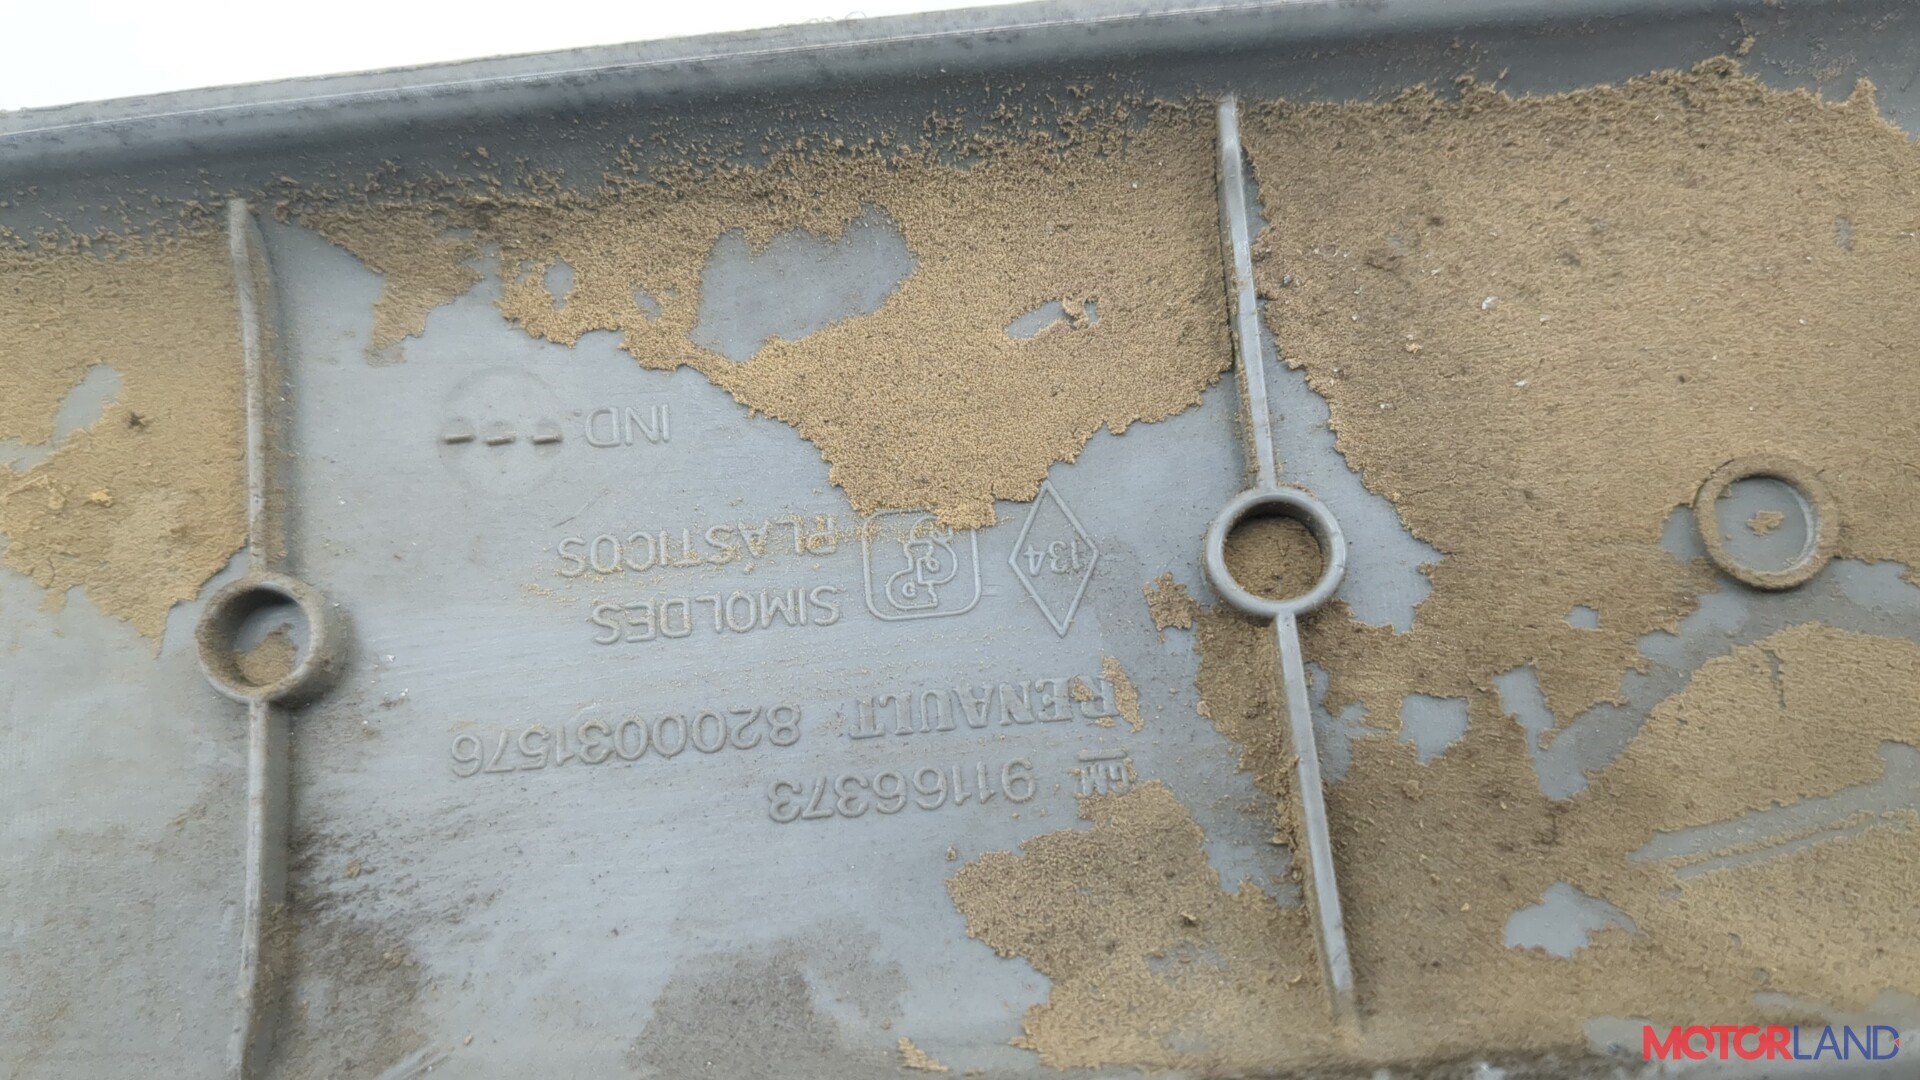 GM 91166373
RENAULT 8200031576
SIMOLDES
PLÁSTICOS
134
IND.
MOTORLAND